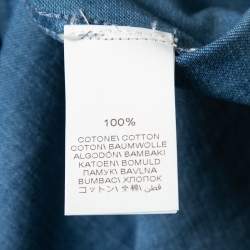 100%
COTONE\ COTTON
COTON\ BAUMWOLLE
ALGODÓN\ BAMBAKI
KATOEN\ BOMULD
ПАМУК\ BAVLNA
BUMBAC\ ХЛОПОК
コットン\ 全棉\ قطن